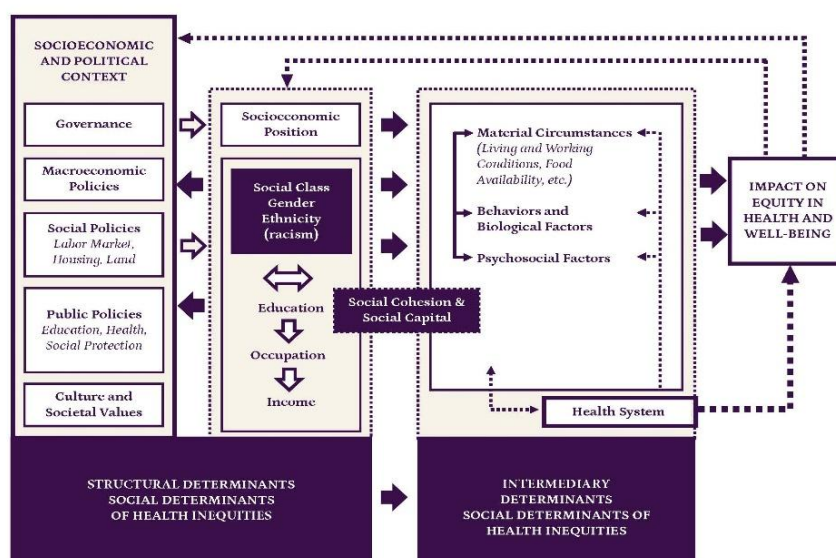 SOCIOECONOMIC
AND POLITICAL
CONTEXT
Governance
Macroeconomic
Policies
Social Policies
Labor Market,
Housing, Land
Public Policies
Education, Health,
Social Protection
Culture and
Societal Values
Socioeconomic
Position
Social Class
Gender
Ethnicity
(racism)
Education
Occupation
Income
Social Cohesion &
Social Capital
Material Circumstances
(Living and Working
Conditions, Food
Availability, etc.)
Behaviors and
Biological Factors
Psychosocial Factors
Health System
IMPACT ON
EQUITY IN
HEALTH AND
WELL-BEING
STRUCTURAL DETERMINANTS
SOCIAL DETERMINANTS
OF HEALTH INEQUITIES
INTERMEDIARY
DETERMINANTS
SOCIAL DETERMINANTS OF
HEALTH INEQUITIES